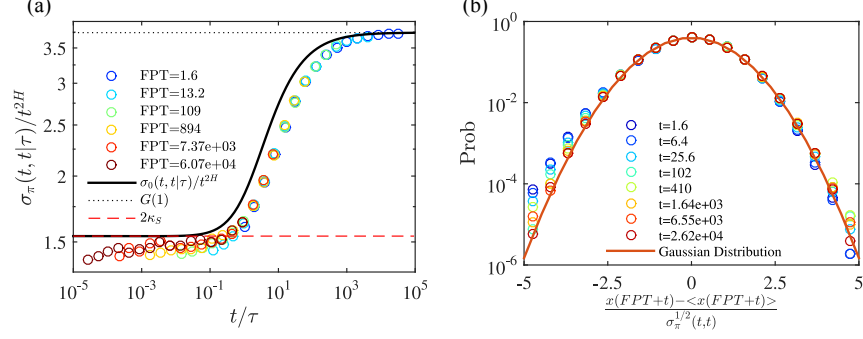 (a)
σ_π(t, t|τ)/t^{2H}
3.5
3
2.5
2
1.5
FPT=1.6
FPT=13.2
FPT=109
FPT=894
FPT=7.37e+03
FPT=6.07e+04
σ_0(t, t|τ)/t^{2H}
G(1)
2κ_S
10^{-5} 10^{-3} 10^{-1} 10^{1} 10^{3} 10^{5}
t/τ
(b)
Prob
10^{0}
10^{-2}
10^{-4}
10^{-6}
t=1.6
t=6.4
t=25.6
t=102
t=410
t=1.64e+03
t=6.55e+03
t=2.62e+04
Gaussian Distribution
-5 -2.5 0 2.5 5
x(FPT+t)-<x(FPT+t)>
σ_π^{1/2}(t,t)